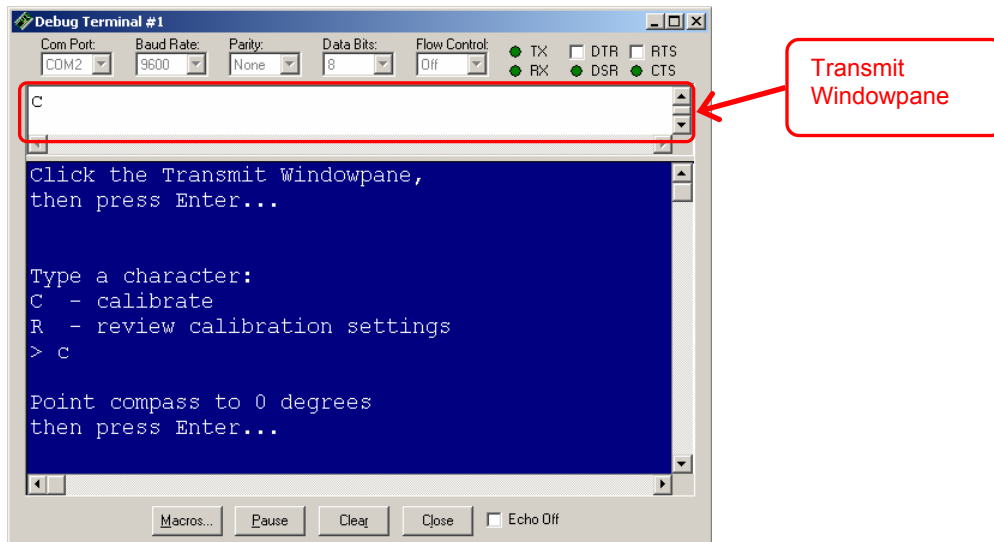 Debug Terminal #1
Com Port: Baud Rate: Parity: Data Bits: Flow Control: TX DTR RTS
COM2 9600 None 8 Off RX DSR CTS
Transmit
Windowpane
C
Click the Transmit Windowpane,
then press Enter...
Type a character:
C - calibrate
R - review calibration settings
> c
Point compass to 0 degrees
then press Enter...
Macros... Pause Clear Close Echo Off